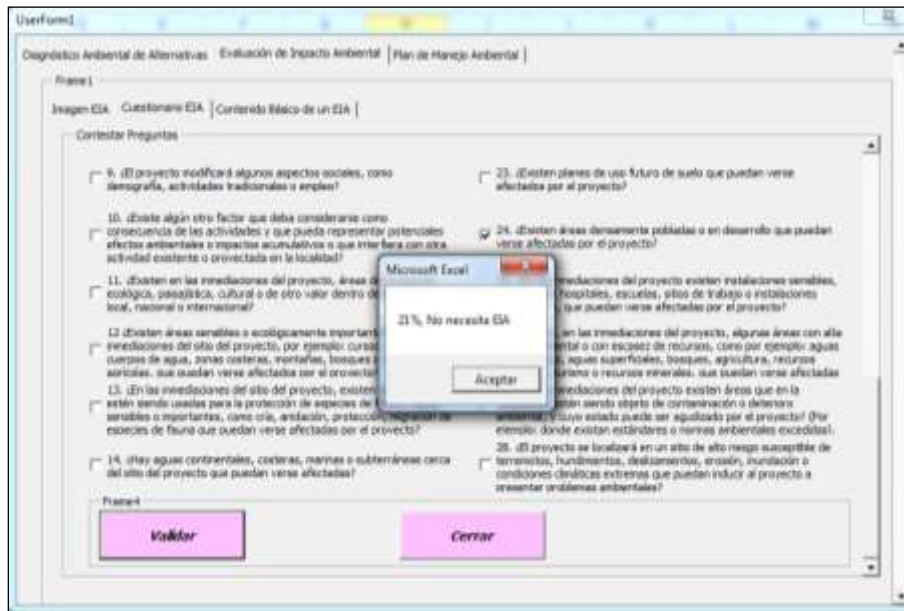 UserForm1
Diagnóstico Ambiental de Alternativas Evaluación de Impacto Ambiental Plan de Manejo Ambiental
Frame1
Imagen EIA Cuestionario EIA Contenido Básico de un EIA
Contestar Preguntas
9. ¿El proyecto modificará algunos aspectos sociales, como
demografía, actividades tradicionales o empleo?
10. ¿Existe algún otro factor que deba considerarse como
consecuencia de las actividades y que pueda representar potenciales
efectos ambientales o impactos acumulativos o que interfiera con otra
actividad existente o proyectada en la localidad?
11. ¿Existen en las inmediaciones del proyecto, áreas de
ecológica, paisajística, cultural o de otro valor dentro de
local, nacional o internacional?
12 ¿Existen áreas sensibles o ecológicamente important
inmediaciones del sitio del proyecto, por ejemplo: cursos
cuerpos de agua, zonas costeras, montañas, bosques
agrícolas, que puedan verse afectadas por el proyecto?
13. ¿En las inmediaciones del sitio del proyecto, existen
estén siendo usadas para la protección de especies de
sensibles o importantes, como cría, anidación, protección, migración de
especies de fauna que puedan verse afectadas por el proyecto?
14. ¿Hay aguas continentales, costeras, marinas o subterráneas cerca
del sitio del proyecto que puedan verse afectadas?
23. ¿Existen planes de uso futuro de suelo que puedan verse
afectadas por el proyecto?
24. ¿Existen áreas densamente pobladas o en desarrollo que puedan
verse afectadas por el proyecto?
mediaciones del proyecto existen instalaciones sensibles,
hospitales, escuelas, sitios de trabajo o instalaciones
que puedan verse afectadas por el proyecto?
en las inmediaciones del proyecto, algunas áreas con alta
ental o con escasez de recursos, como por ejemplo: aguas
aguas superficiales, bosques, agricultura, recursos
urismo o recursos minerales, que puedan verse afectadas
mediaciones del proyecto existen áreas que en la
stán siendo objeto de contaminación o deterioro
ambiental, y cuyo estado puede ser agudizado por el proyecto? (Por
ejemplo: donde existan estándares o normas ambientales excedidas).
28. ¿El proyecto se localizará en un sitio de alto riesgo susceptible de
terremotos, hundimientos, deslizamientos, erosión, inundación o
condiciones climáticas extremas que puedan inducir al proyecto a
presentar problemas ambientales?
Microsoft Excel
21%, No necesita EIA
Aceptar
Frame4
Validar Cerrar